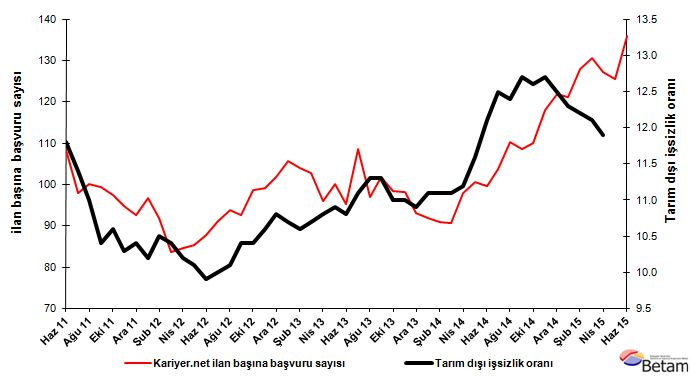 140
130
120
110
100
90
80
70
13.5
13.0
12.5
12.0
11.5
11.0
10.5
10.0
9.5
ilan başına başvuru sayısı
Tarım dışı işsizlik oranı
Haz 11
Ağu 11
Eki 11
Ara 11
Şub 12
Nis 12
Haz 12
Ağu 12
Eki 12
Ara 12
Şub 13
Nis 13
Haz 13
Ağu 13
Eki 13
Ara 13
Şub 14
Nis 14
Haz 14
Ağu 14
Eki 14
Ara 14
Şub 15
Nis 15
Haz 15
Kariyer.net ilan başına başvuru sayısı
Tarım dışı işsizlik oranı
Betam